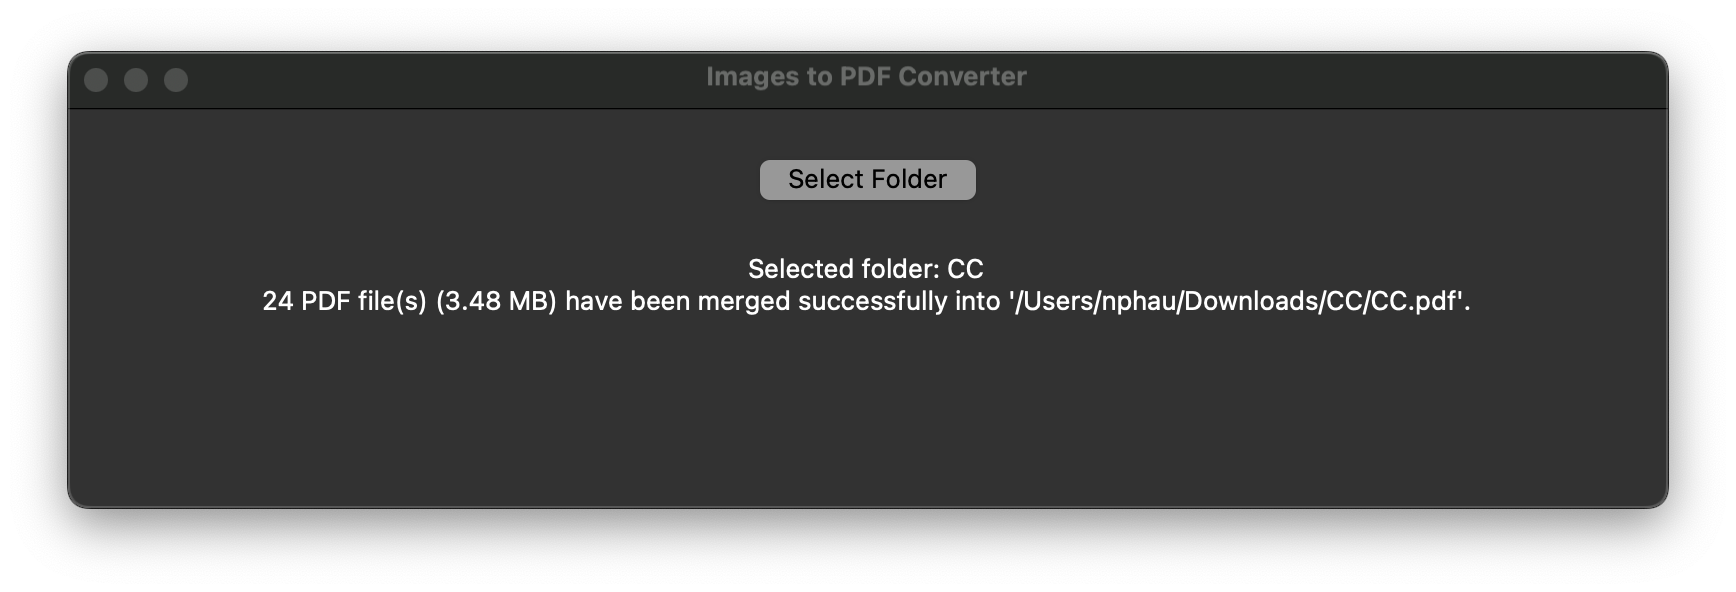 Images to PDF Converter
Select Folder
Selected folder: CC
24 PDF file(s) (3.48 MB) have been merged successfully into '/Users/nphau/Downloads/CC/CC.pdf'.